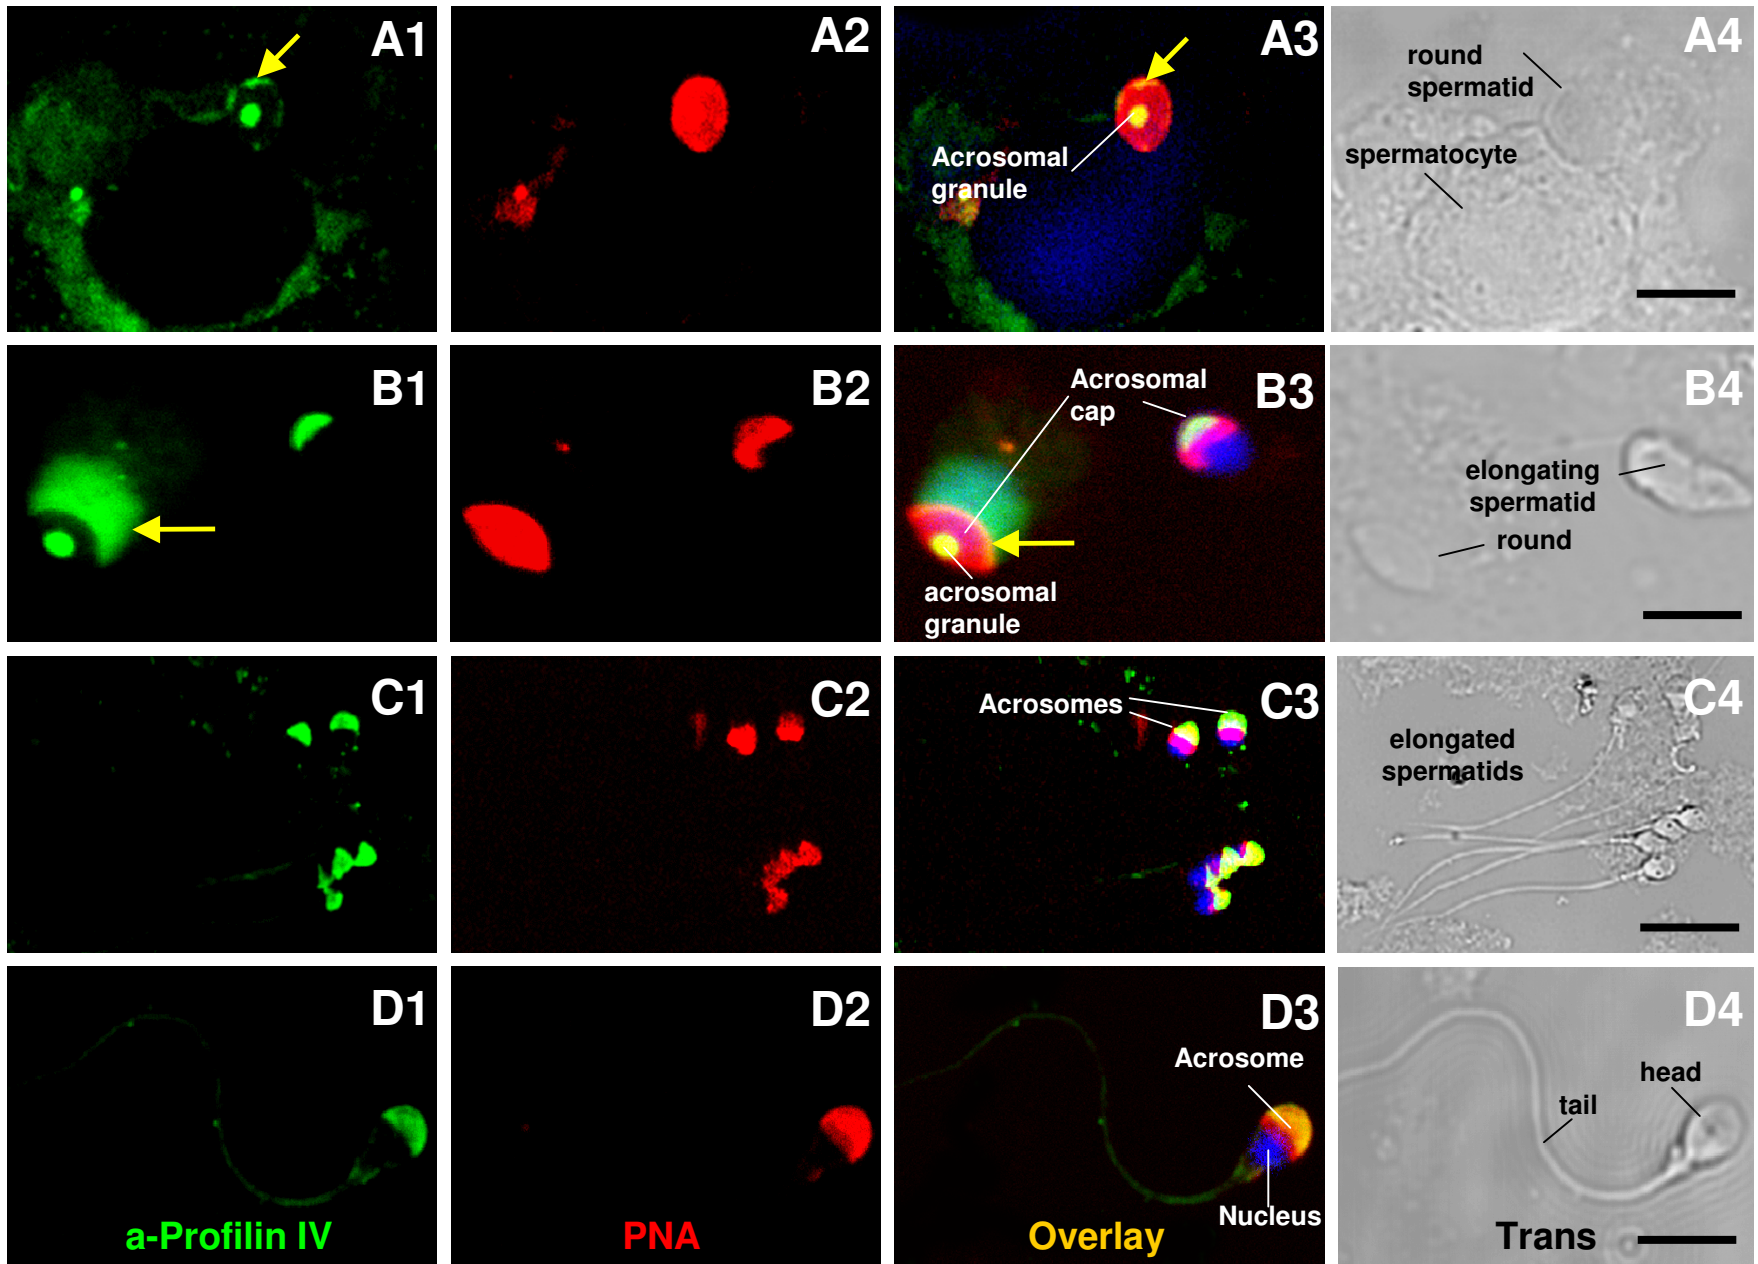 A1
A2
A3
Acrosomal
granule
A4
round
spermatid
spermatocyte
B1
B2
B3
Acrosomal
cap
acrosomal
granule
B4
elongating
spermatid
round
C1
C2
C3
Acrosomes
C4
elongated
spermatids
D1
a-Profilin IV
D2
PNA
D3
Acrosome
Nucleus
Overlay
D4
head
tail
Trans